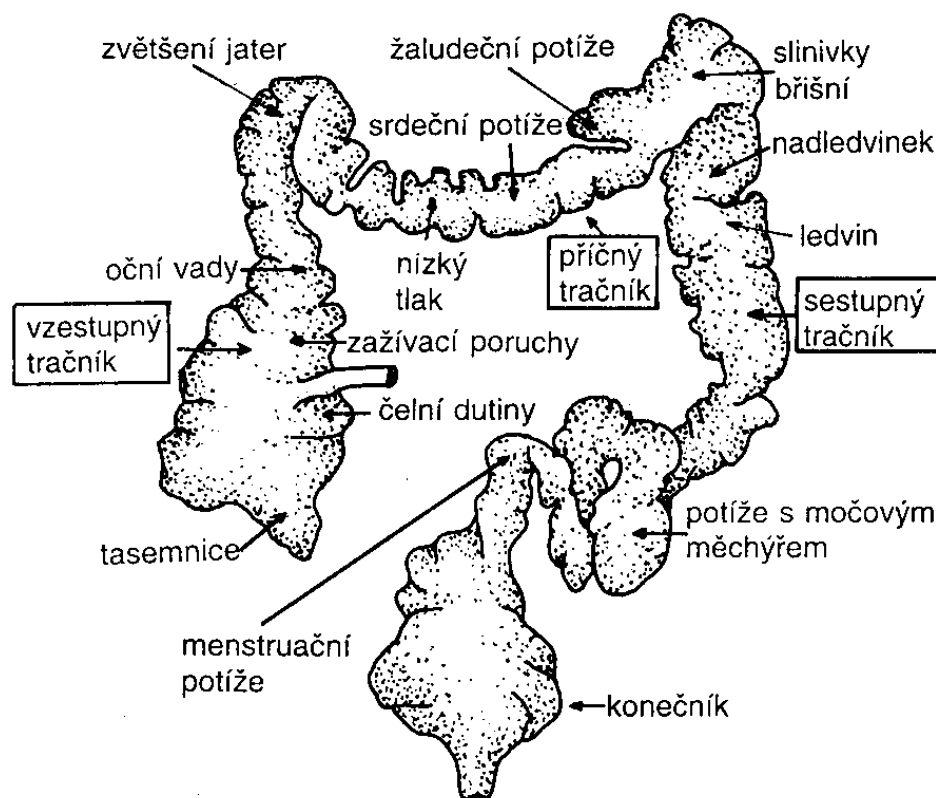 zvětšení jater
žaludeční potíže
slinivky
břišní
srdeční potíže
nadledvinek
ledvin
oční vady
nízký
tlak
příčný
tračník
sestupný
tračník
vzestupný
tračník
zažívací poruchy
čelní dutiny
tasemnice
potíže s močovým
měchýřem
menstruační
potíže
konečník